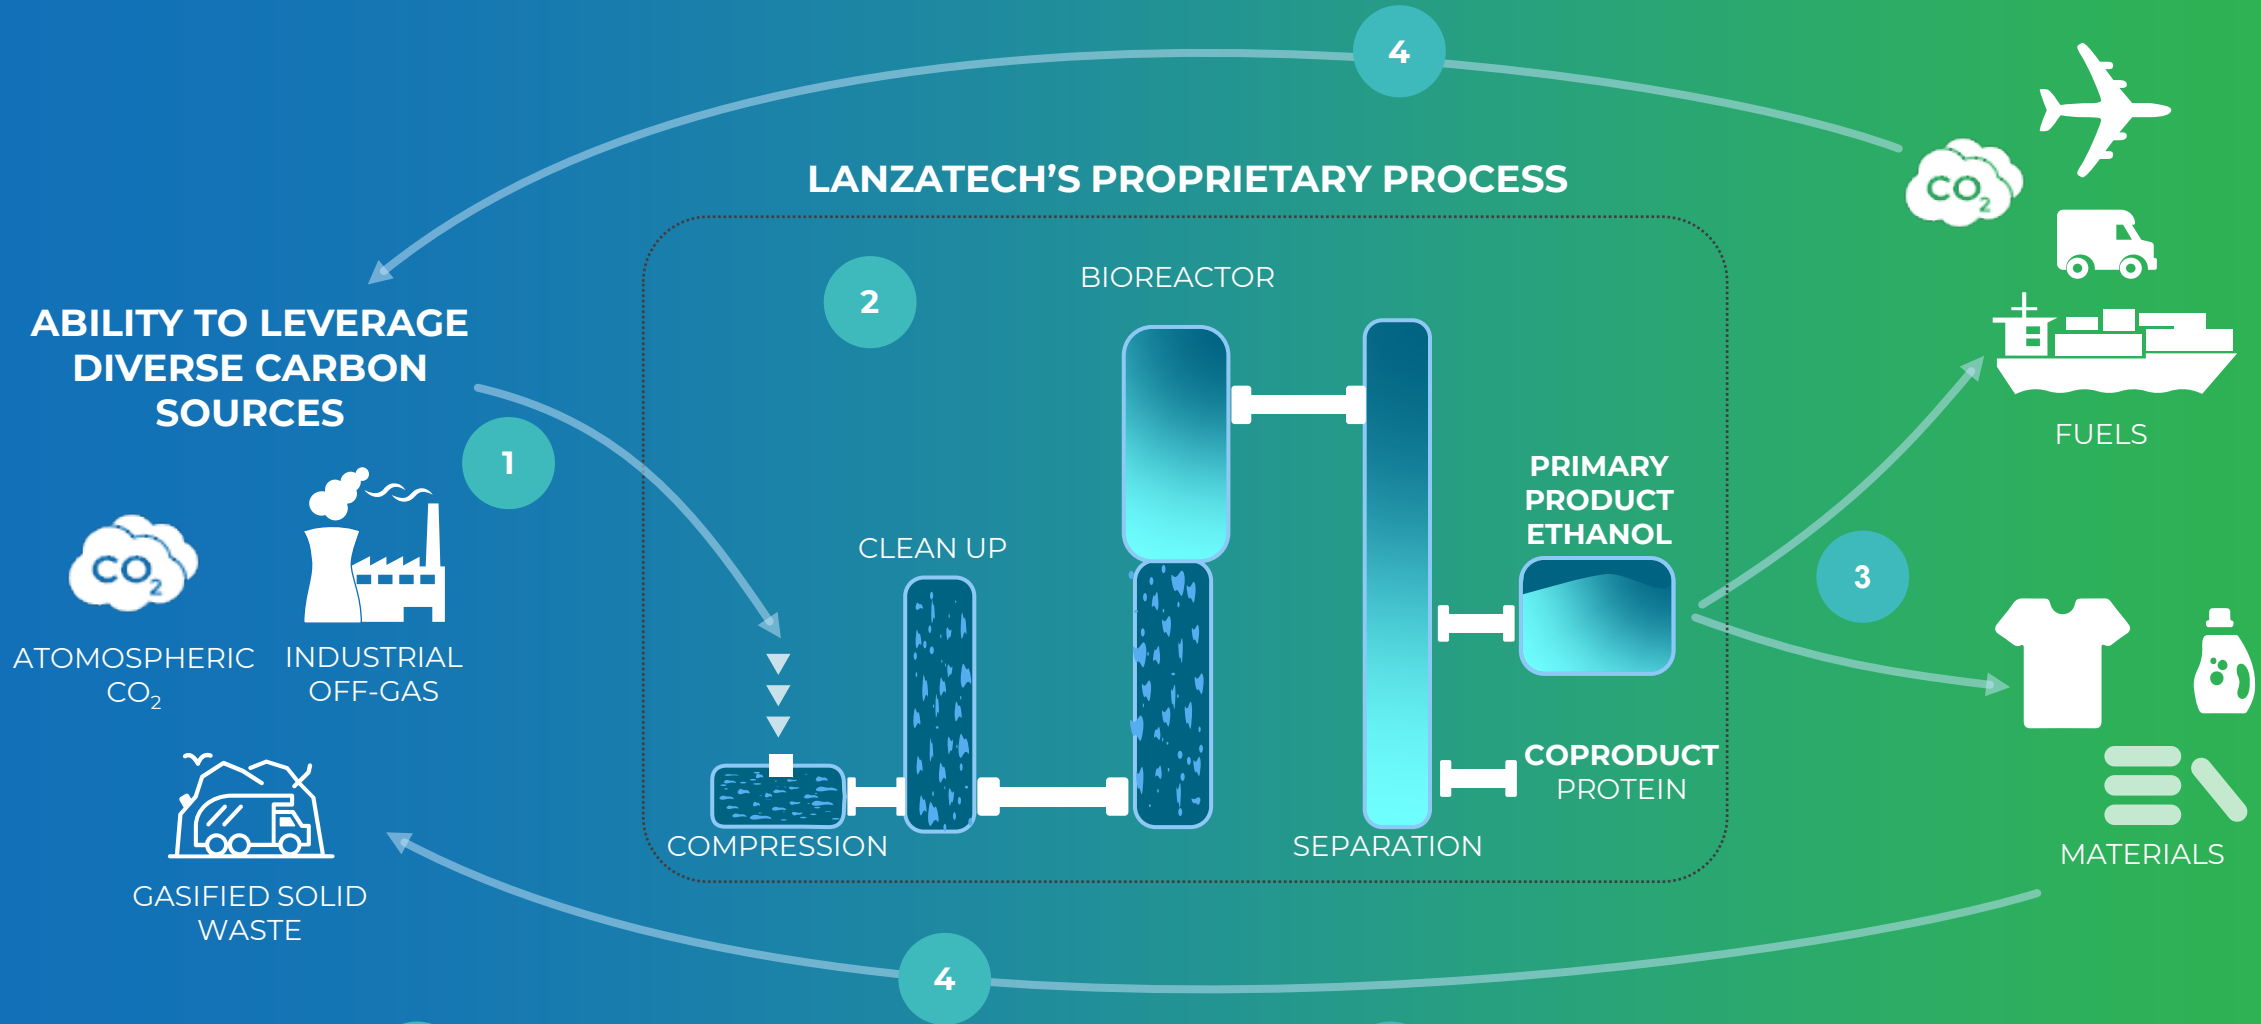 4
CO2
LANZATECH’S PROPRIETARY PROCESS
2
BIOREACTOR
ABILITY TO LEVERAGE
DIVERSE CARBON
SOURCES
1
CO2
ATOMOSPHERIC
CO₂
INDUSTRIAL
OFF-GAS
GASIFIED SOLID
WASTE
CLEAN UP
COMPRESSION
SEPARATION
PRIMARY
PRODUCT
ETHANOL
COPRODUCT
PROTEIN
3
FUELS
MATERIALS
4